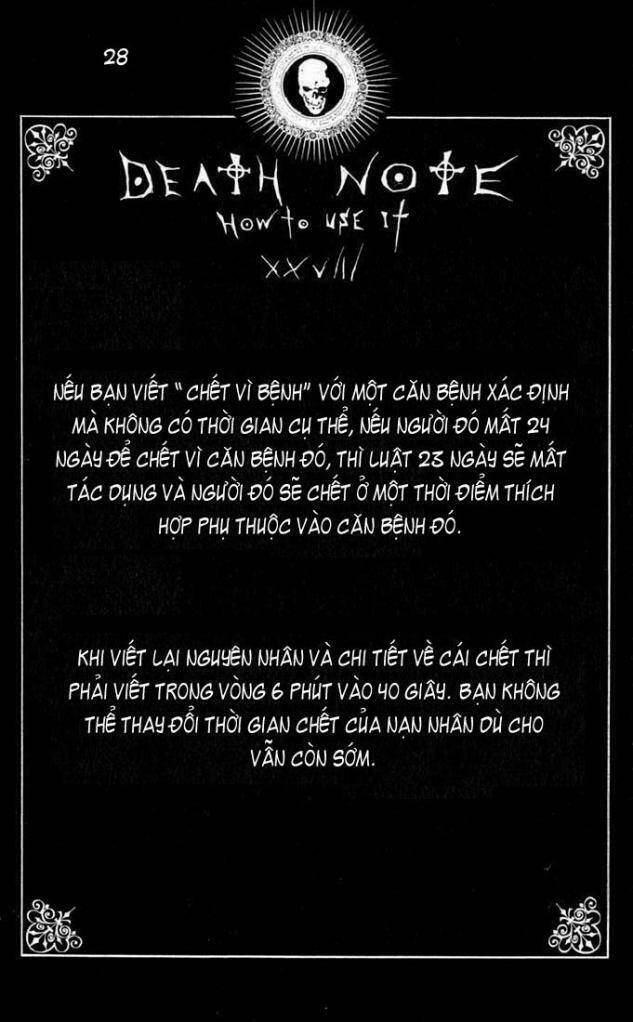 28
DEATH NOTE
HOW TO USE IT
XXVIII
NẾU BẠN VIẾT “ CHẾT VÌ BỆNH” VỚI MỘT CĂN BỆNH XÁC ĐỊNH
MÀ KHÔNG CÓ THỜI GIAN CỤ THỂ, NẾU NGƯỜI ĐÓ MẤT 24
NGÀY ĐỂ CHẾT VÌ CĂN BỆNH ĐÓ, THÌ LUẬT 23 NGÀY SẼ MẤT
TÁC DỤNG VÀ NGƯỜI ĐÓ SẼ CHẾT Ở MỘT THỜI ĐIỂM THÍCH
HỢP PHỤ THUỘC VÀO CĂN BỆNH ĐÓ.
KHI VIẾT LẠI NGUYÊN NHÂN VÀ CHI TIẾT VỀ CÁI CHẾT THÌ
PHẢI VIẾT TRONG VÒNG 6 PHÚT VÀO 40 GIÂY. BẠN KHÔNG
THỂ THAY ĐỔI THỜI GIAN CHẾT CỦA NẠN NHÂN DÙ CHO
VẪN CÒN SỚM.